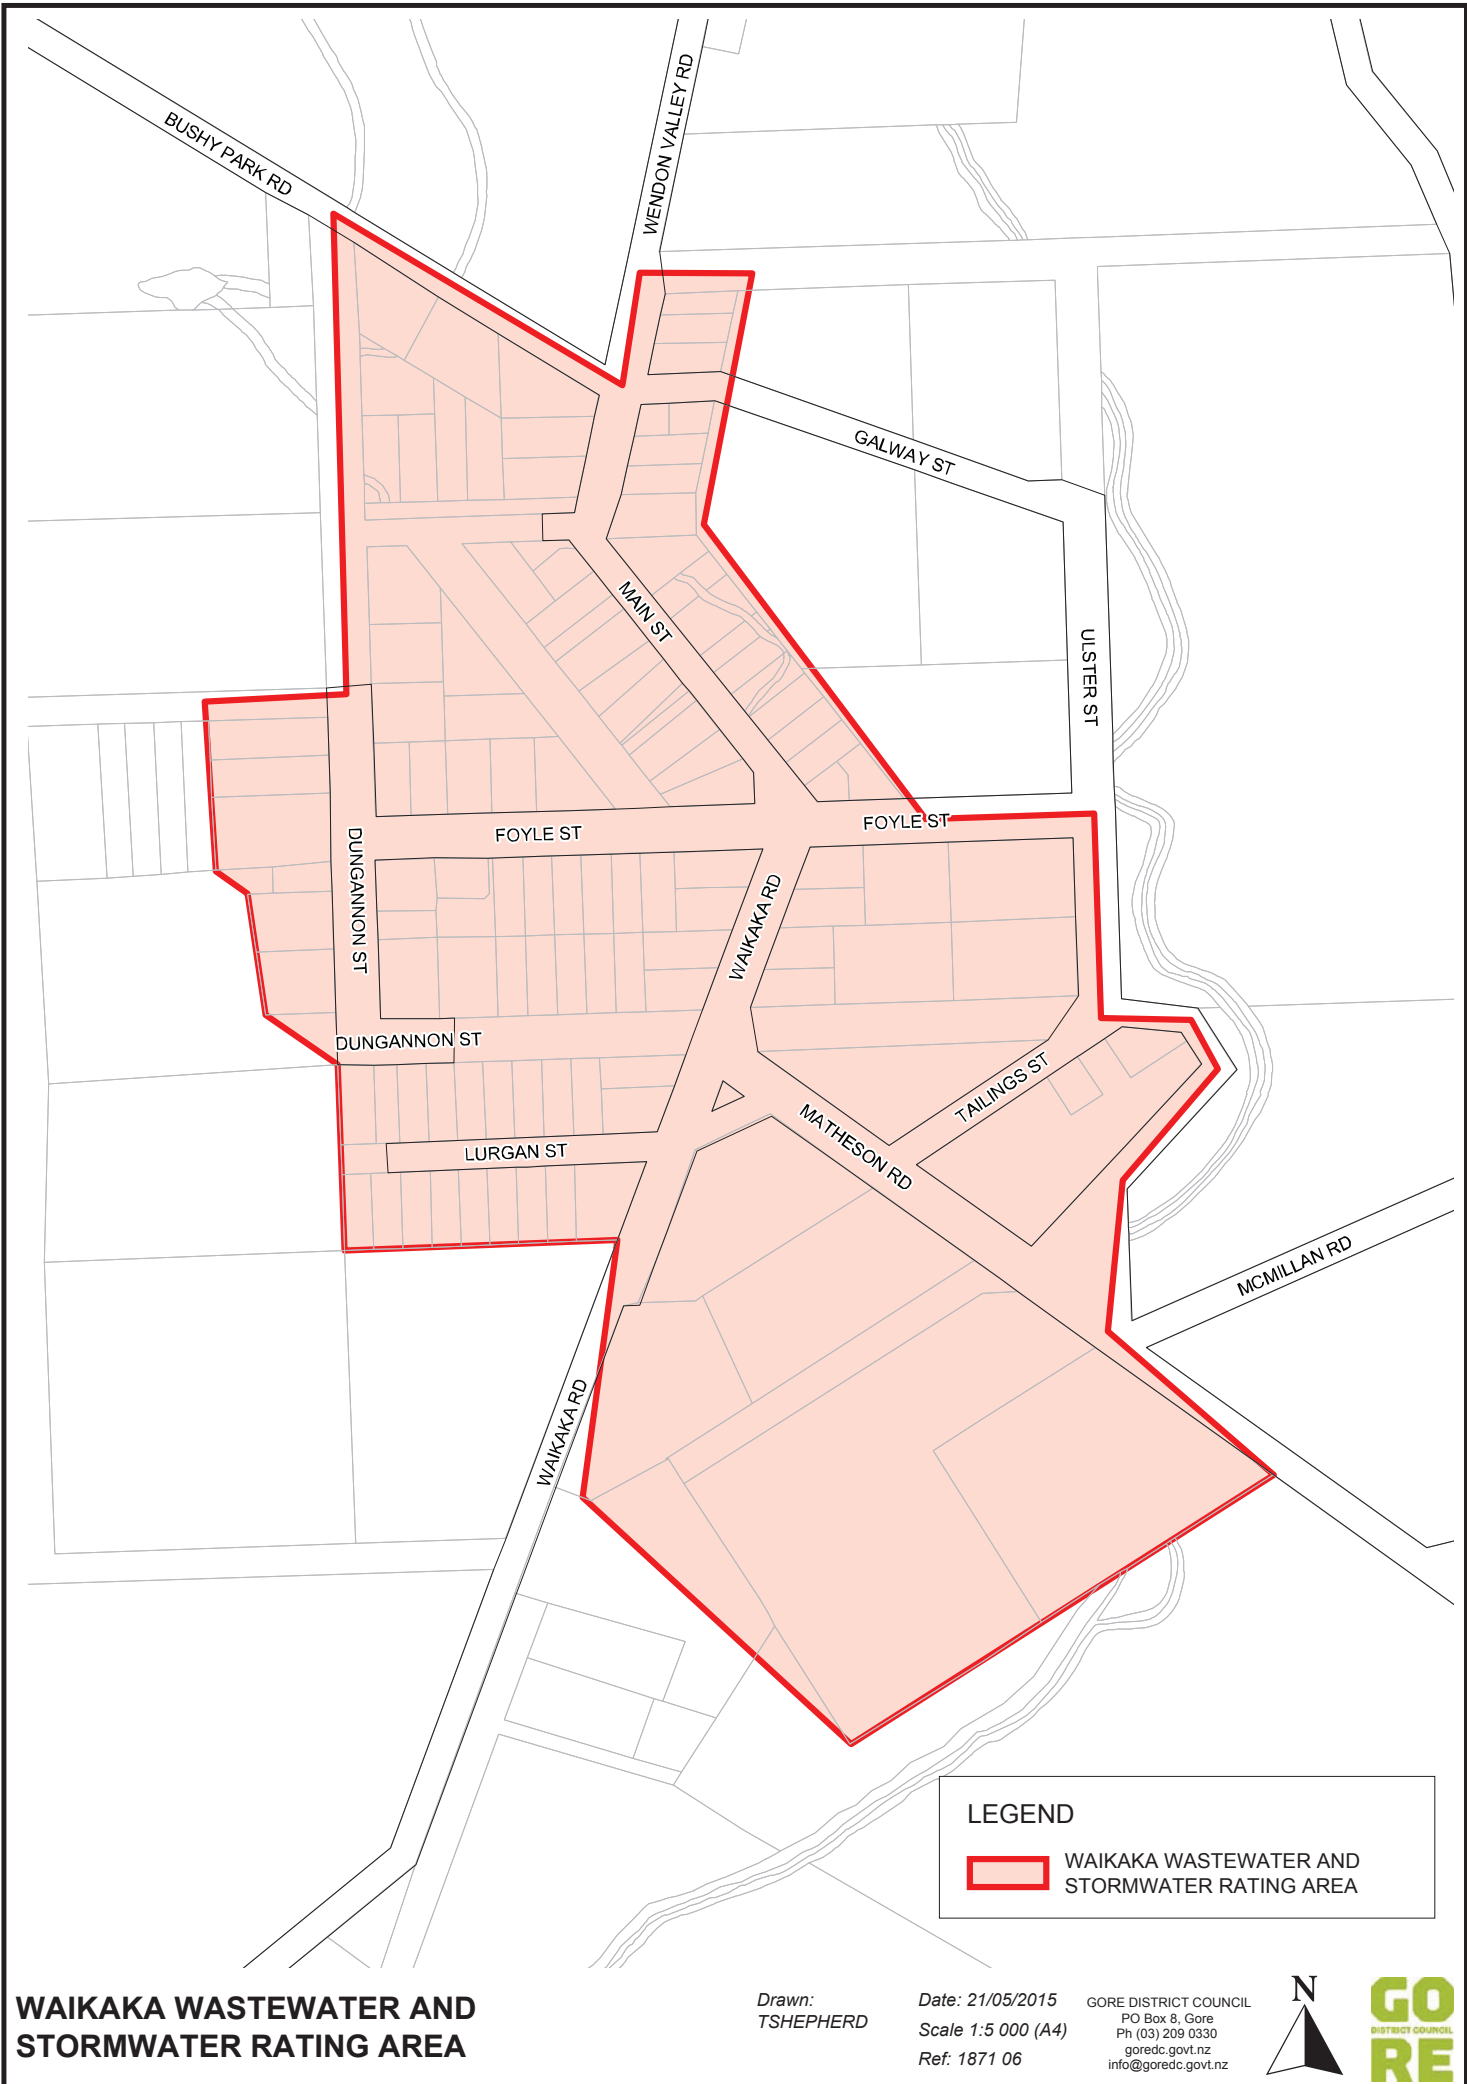 BUSHY PARK RD
WENDON VALLEY RD
GALWAY ST
MAIN ST
ULSTER ST
FOYLE ST
FOYLE ST
DUNGANNON ST
WAIKAKA RD
DUNGANNON ST
TAILINGS ST
MATHESON RD
LURGAN ST
MCMILLAN RD
WAIKAKA RD
LEGEND
WAIKAKA WASTEWATER AND
STORMWATER RATING AREA
WAIKAKA WASTEWATER AND
STORMWATER RATING AREA
Drawn:
TSHEPHERD
Date: 21/05/2015
Scale 1:5 000 (A4)
Ref: 1871 06
GORE DISTRICT COUNCIL
PO Box 8, Gore
Ph (03) 209 0330
goredc.govt.nz
info@goredc.govt.nz
N
GO
DISTRICT COUNCIL
RE